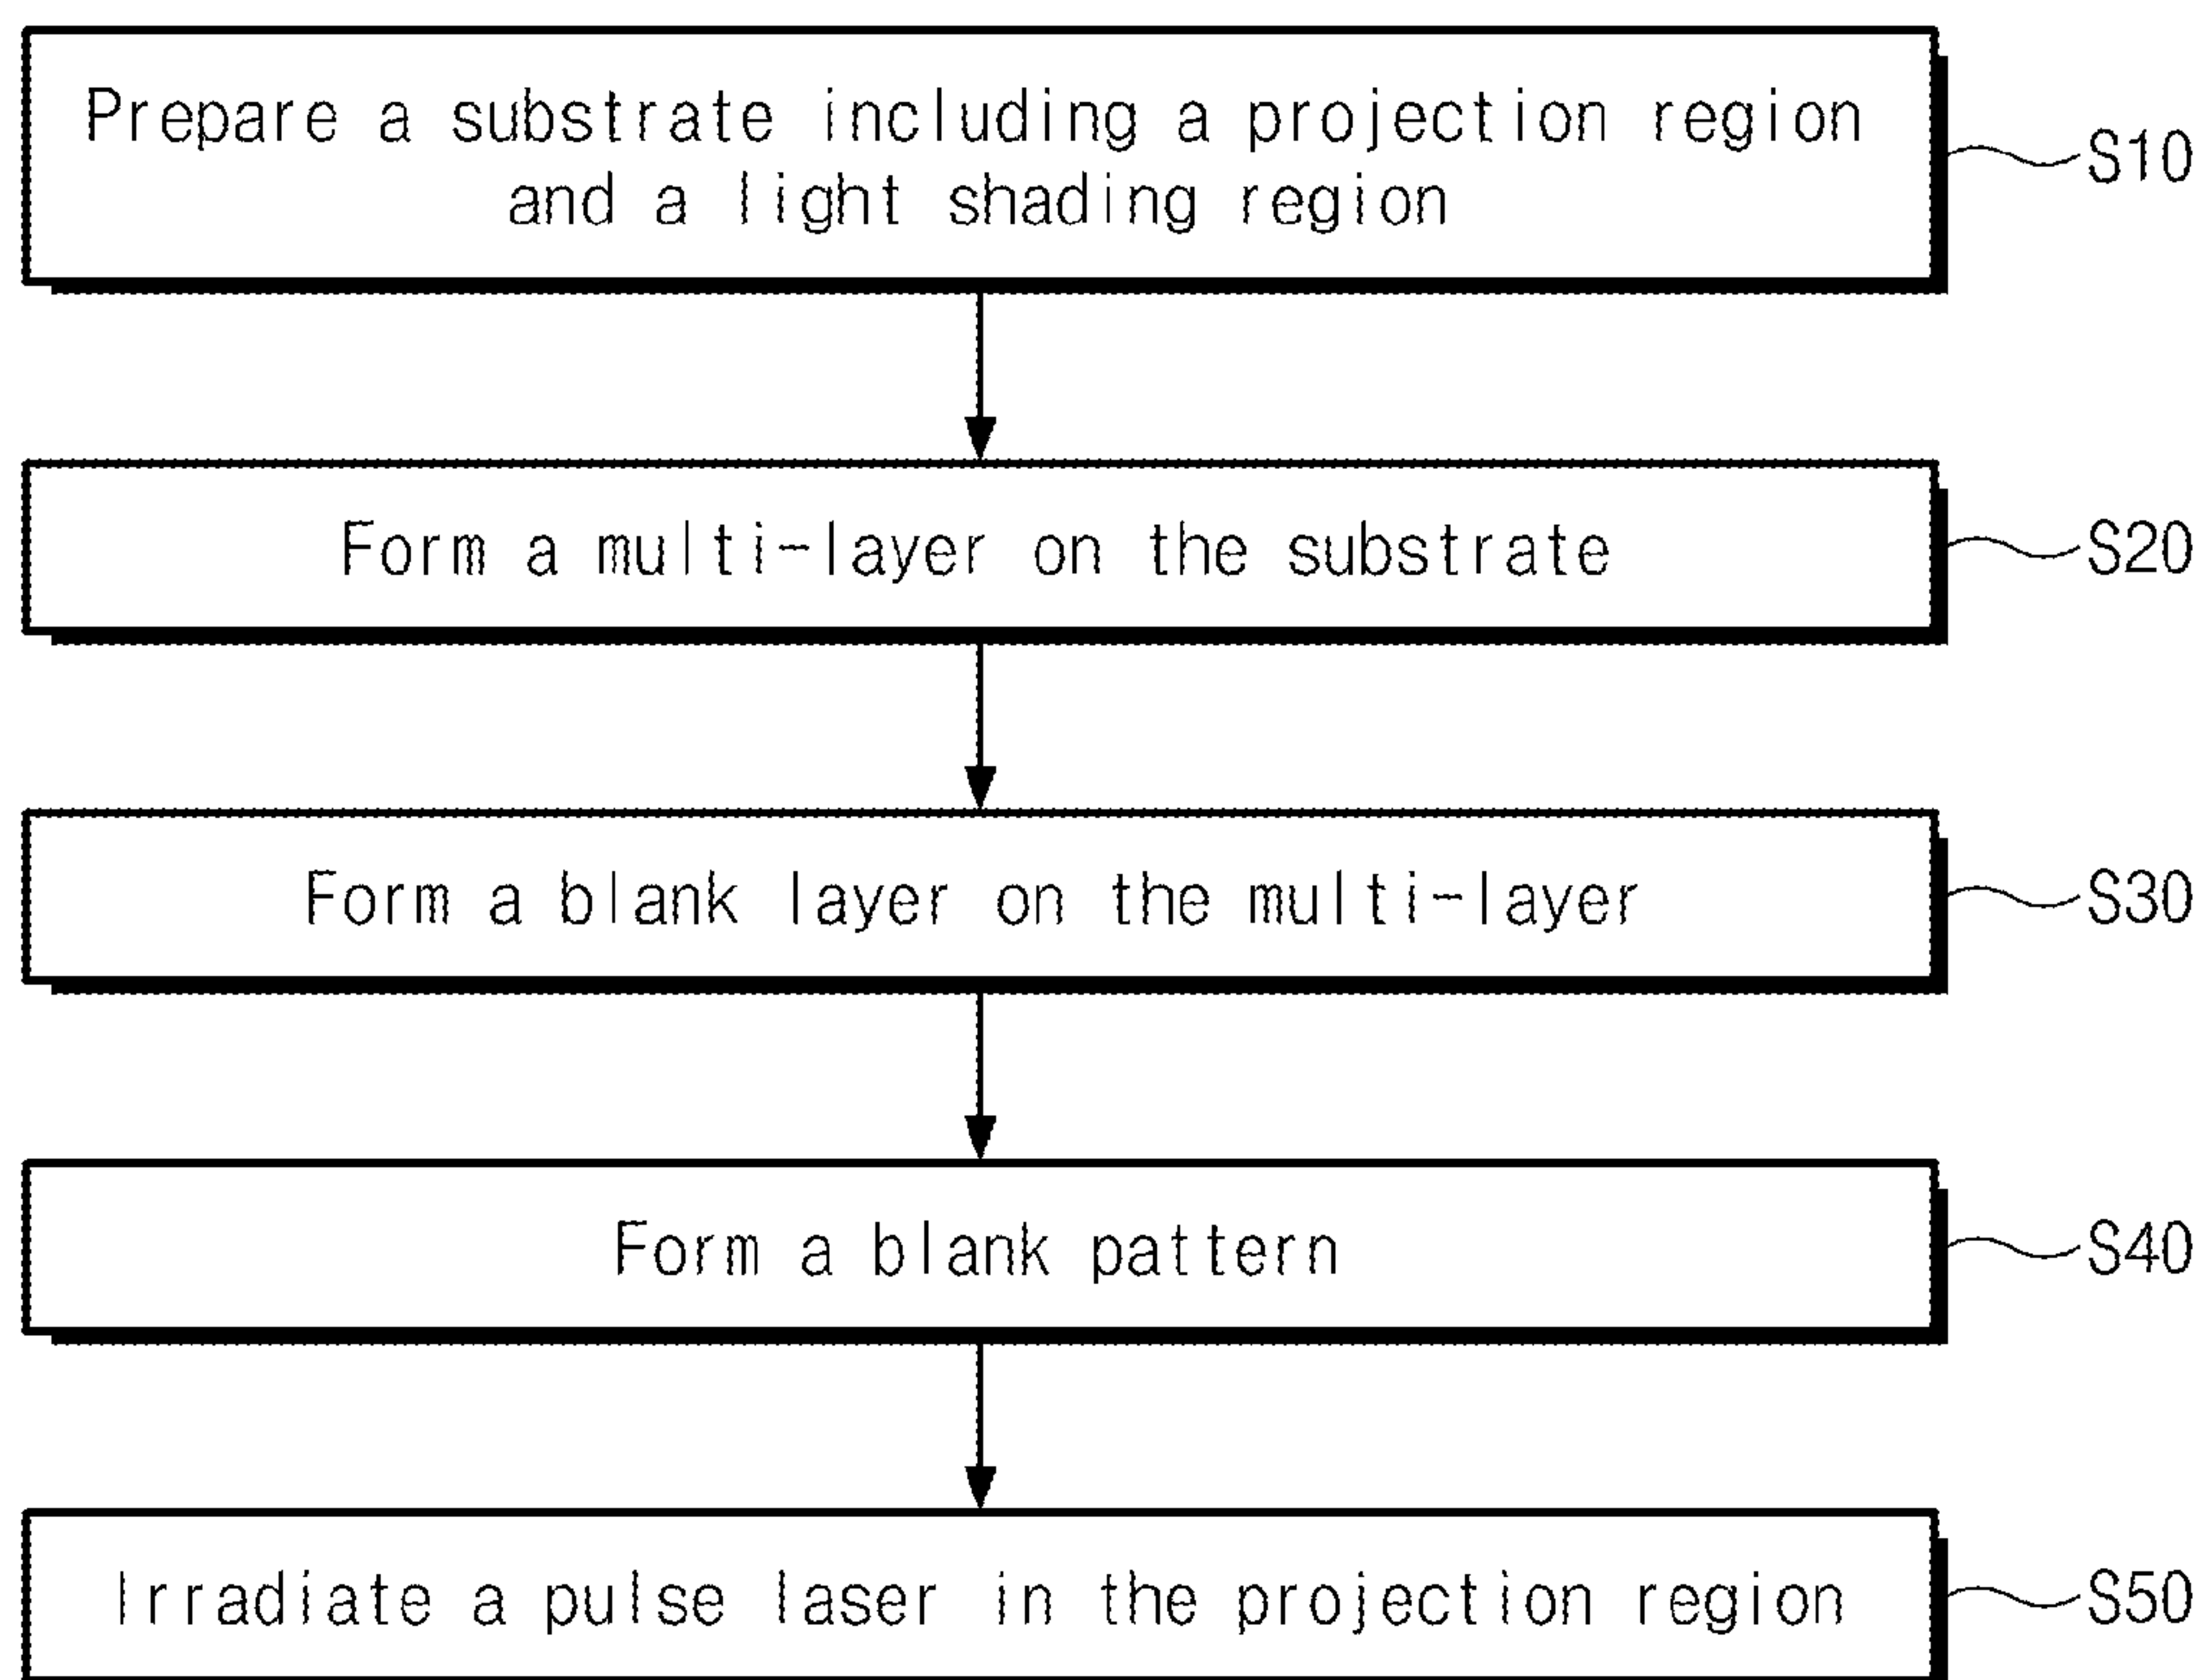 Prepare a substrate including a projection region
and a light shading region
S10
Form a multi-layer on the substrate
S20
Form a blank layer on the multi-layer
S30
Form a blank pattern
S40
Irradiate a pulse laser in the projection region
S50